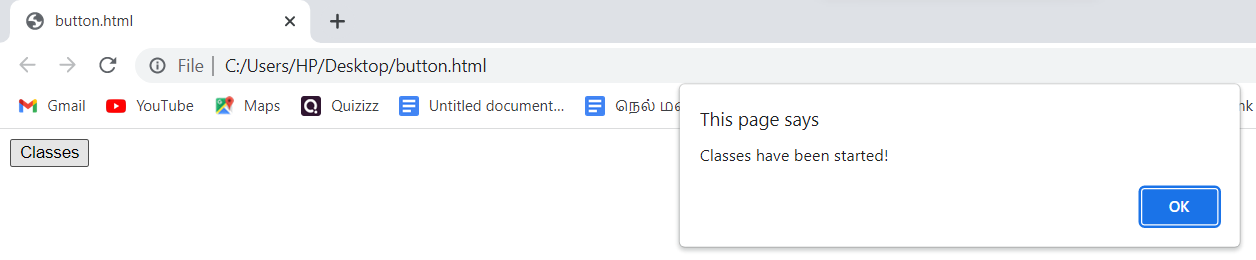 button.html
File | C:/Users/HP/Desktop/button.html
Gmail YouTube Maps Quizizz Untitled document... நெல்
Classes
This page says
Classes have been started!
OK